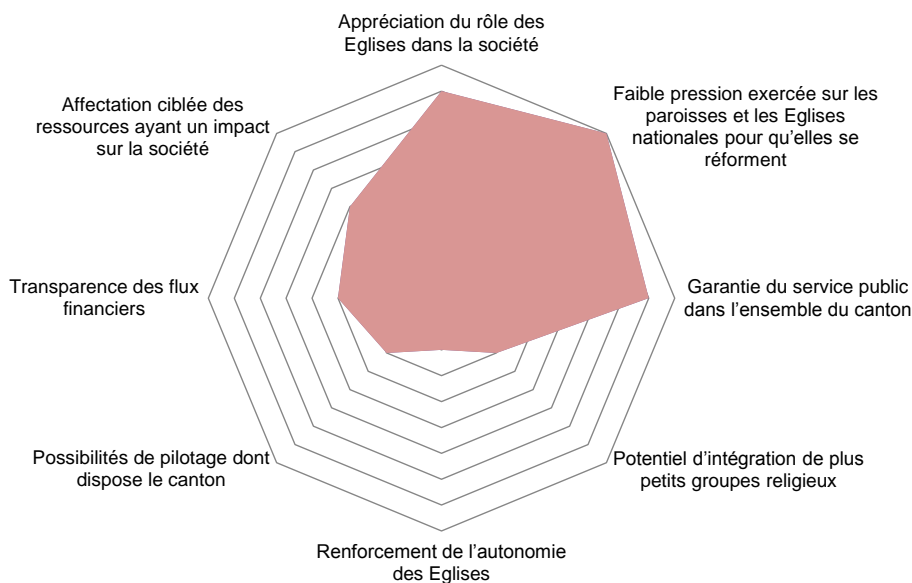 Appréciation du rôle des
Eglises dans la société
Faible pression exercée sur les
paroisses et les Eglises
nationales pour qu'elles se
réforment
Garantie du service public
dans l'ensemble du canton
Potentiel d'intégration de plus
petits groupes religieux
Renforcement de l'autonomie
des Eglises
Possibilités de pilotage dont
dispose le canton
Transparence des flux
financiers
Affectation ciblée des
ressources ayant un impact
sur la société